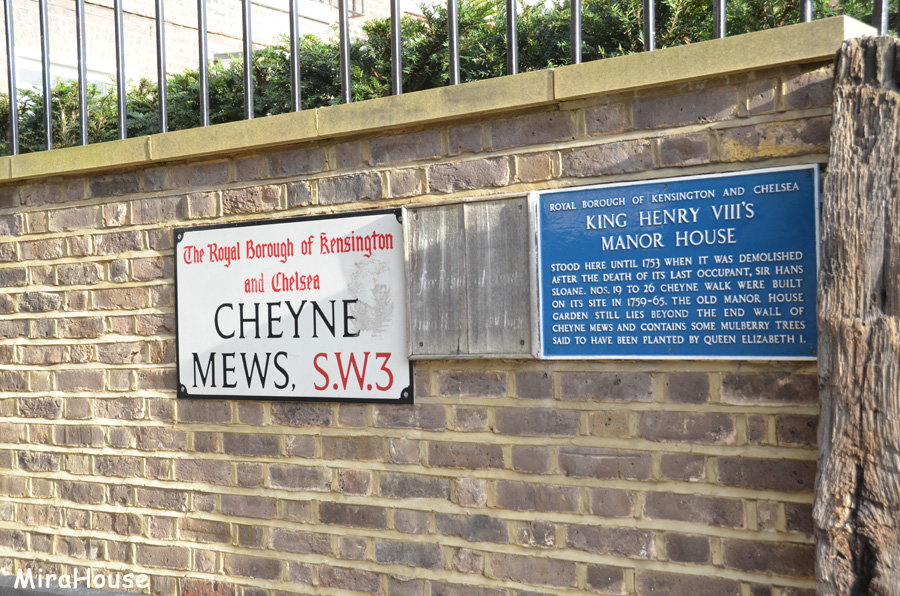 The Royal Borough of Kensington
and Chelsea
CHEYNE
MEWS, S.W.3
ROYAL BOROUGH OF KENSINGTON AND CHELSEA
KING HENRY VIII'S
MANOR HOUSE
STOOD HERE UNTIL 1753 WHEN IT WAS DEMOLISHED
AFTER THE DEATH OF ITS LAST OCCUPANT, SIR HANS
SLOANE. NOS. 19 TO 26 CHEYNE WALK WERE BUILT
ON ITS SITE IN 1759-65. THE OLD MANOR HOUSE
GARDEN STILL LIES BEYOND THE END WALL OF
CHEYNE MEWS AND CONTAINS SOME MULBERRY TREES
SAID TO HAVE BEEN PLANTED BY QUEEN ELIZABETH I.
MiraHouse